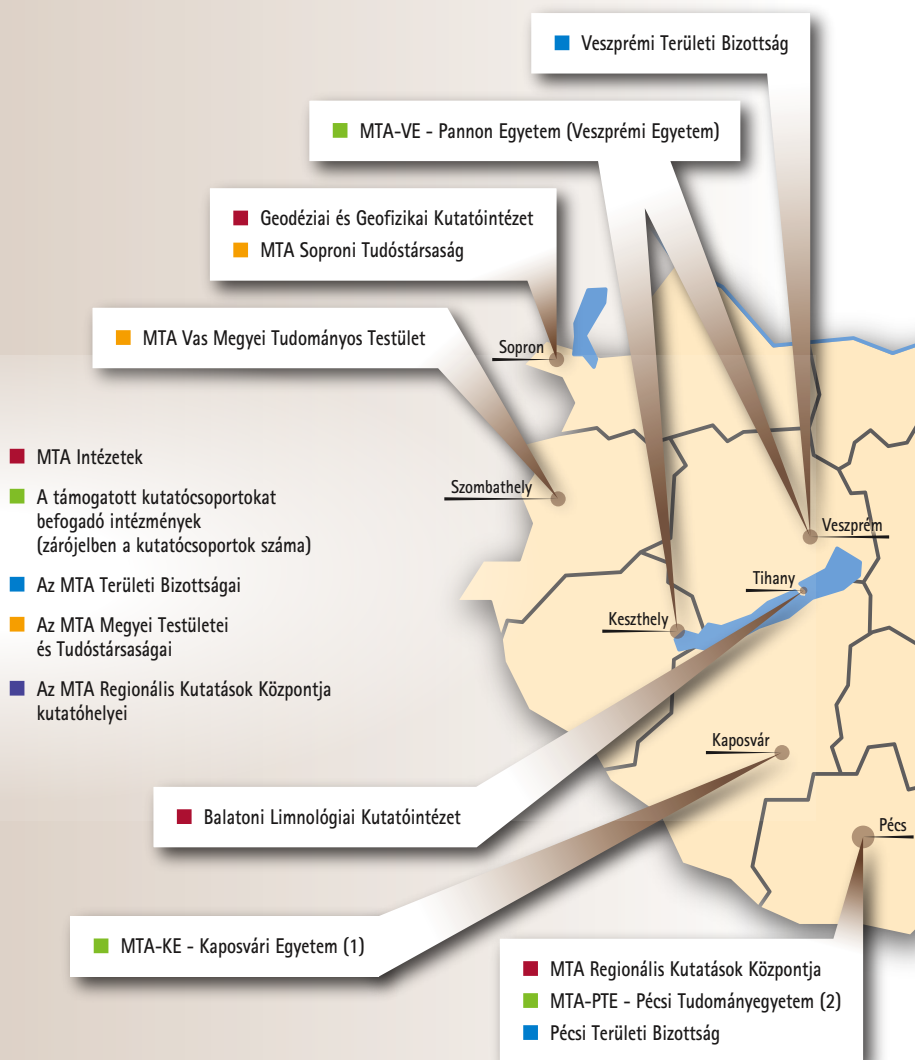 Veszprémi Területi Bizottság
MTA-VE - Pannon Egyetem (Veszprémi Egyetem)
Geodéziai és Geofizikai Kutatóintézet
MTA Soproni Tudóstársaság
MTA Vas Megyei Tudományos Testület
Sopron
MTA Intézetek
A támogatott kutatócsoportokat
befogadó intézmények
(zárójelben a kutatócsoportok száma)
Az MTA Területi Bizottságai
Az MTA Megyei Testületei
és Tudóstársaságai
Az MTA Regionális Kutatások Központja
kutatóhelyei
Szombathely
Veszprém
Tihany
Keszthely
Kaposvár
Pécs
Balatoni Limnológiai Kutatóintézet
MTA-KE - Kaposvári Egyetem (1)
MTA Regionális Kutatások Központja
MTA-PTE - Pécsi Tudományegyetem (2)
Pécsi Területi Bizottság